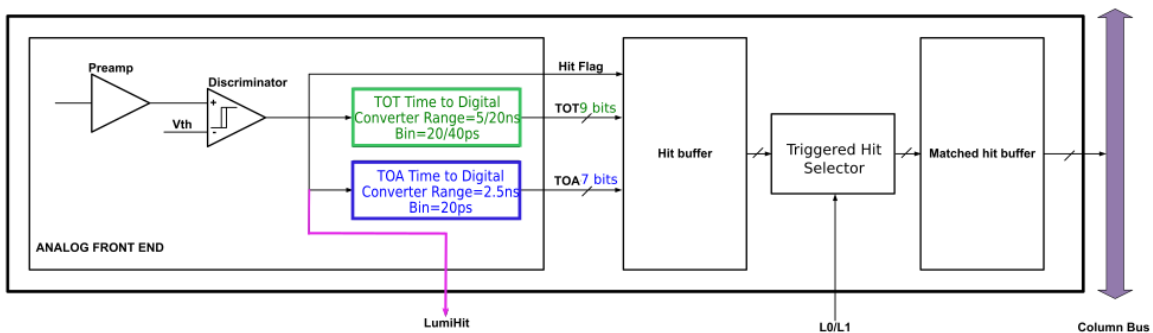 Preamp
Discriminator
+
-
Vth
TOT Time to Digital
Converter Range=5/20ns
Bin=20/40ps
TOA Time to Digital
Converter Range=2.5ns
Bin=20ps
ANALOG FRONT END
Hit Flag
TOT9 bits
TOA7 bits
Hit buffer
Triggered Hit
Selector
Matched hit buffer
LumiHit
L0/L1
Column Bus